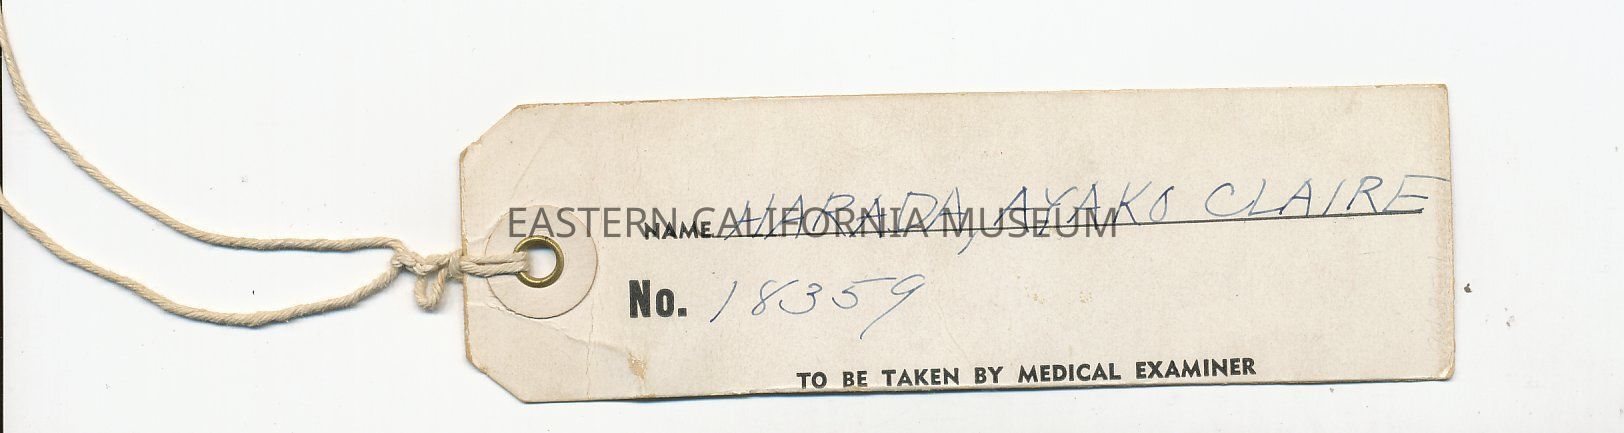 NAME HARADA, AYAKO CLAIRE
EASTERN CALIFORNIA MUSEUM
No. 18359
TO BE TAKEN BY MEDICAL EXAMINER